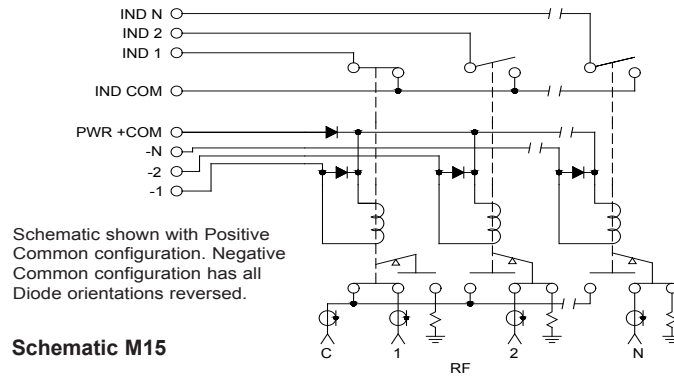 IND N
IND 2
IND 1
IND COM
PWR +COM
-N
-2
-1
Schematic shown with Positive
Common configuration. Negative
Common configuration has all
Diode orientations reversed.
Schematic M15
C 1 2 N
RF